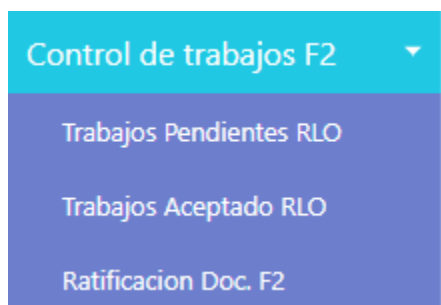 Control de trabajos F2
Trabajos Pendientes RLO
Trabajos Aceptado RLO
Ratificacion Doc. F2